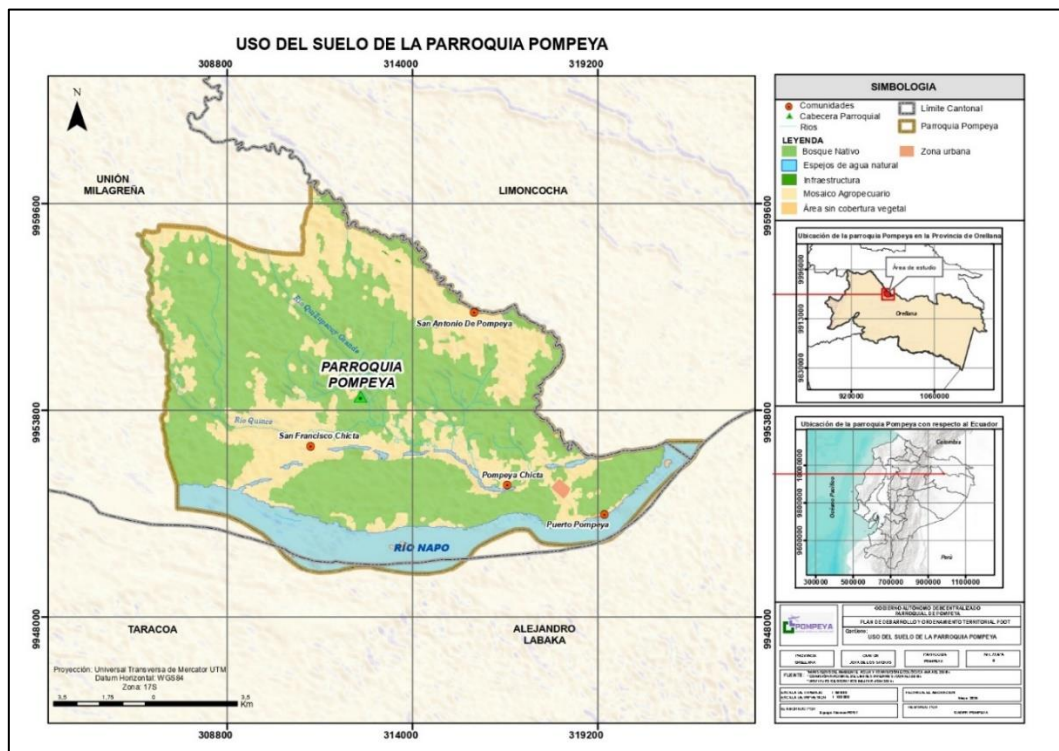 USO DEL SUELO DE LA PARROQUIA POMPEYA
308800 314000 319200
N
UNIÓN
MILAGREÑA
LIMONCOCHA
9959600
9959600
San Antonio De Pompeya
PARROQUIA
POMPEYA
9953800
9953800
San Francisco Chicta
Pompeya Chicta
Puerto Pompeya
RÍO NAPO
9948000
9948000
TARACOA
ALEJANDRO
LABAKA
Proyección: Universal Transversa de Mercator UTM
Datum Horizontal: WGS84
Zona: 17S
3,5 1,75 0 3,5
Km
308800 314000 319200
SIMBOLOGIA
Comunidades
Cabecera Parroquial
Rios
Límite Cantonal
Parroquia Pompeya
LEYENDA
Bosque Nativo
Espejos de agua natural
Infraestructura
Mosaico Agropecuario
Área sin cobertura vegetal
Zona urbana
Ubicación de la parroquia Pompeya en la Provincia de Orellana
Área de estudio
Orellana
920000 1060000
Ubicación de la parroquia Pompeya con respecto al Ecuador
Colombia
Océano Pacífico
Perú
300000 500000 700000 900000 1100000
POMPEYA
GOBIERNO AUTÓNOMO DESCENTRALIZADO
PARROQUIAL DE POMPEYA
PLAN DE DESARROLLO Y ORDENAMIENTO TERRITORIAL PDOT
USO DEL SUELO DE LA PARROQUIA POMPEYA
FUENTE